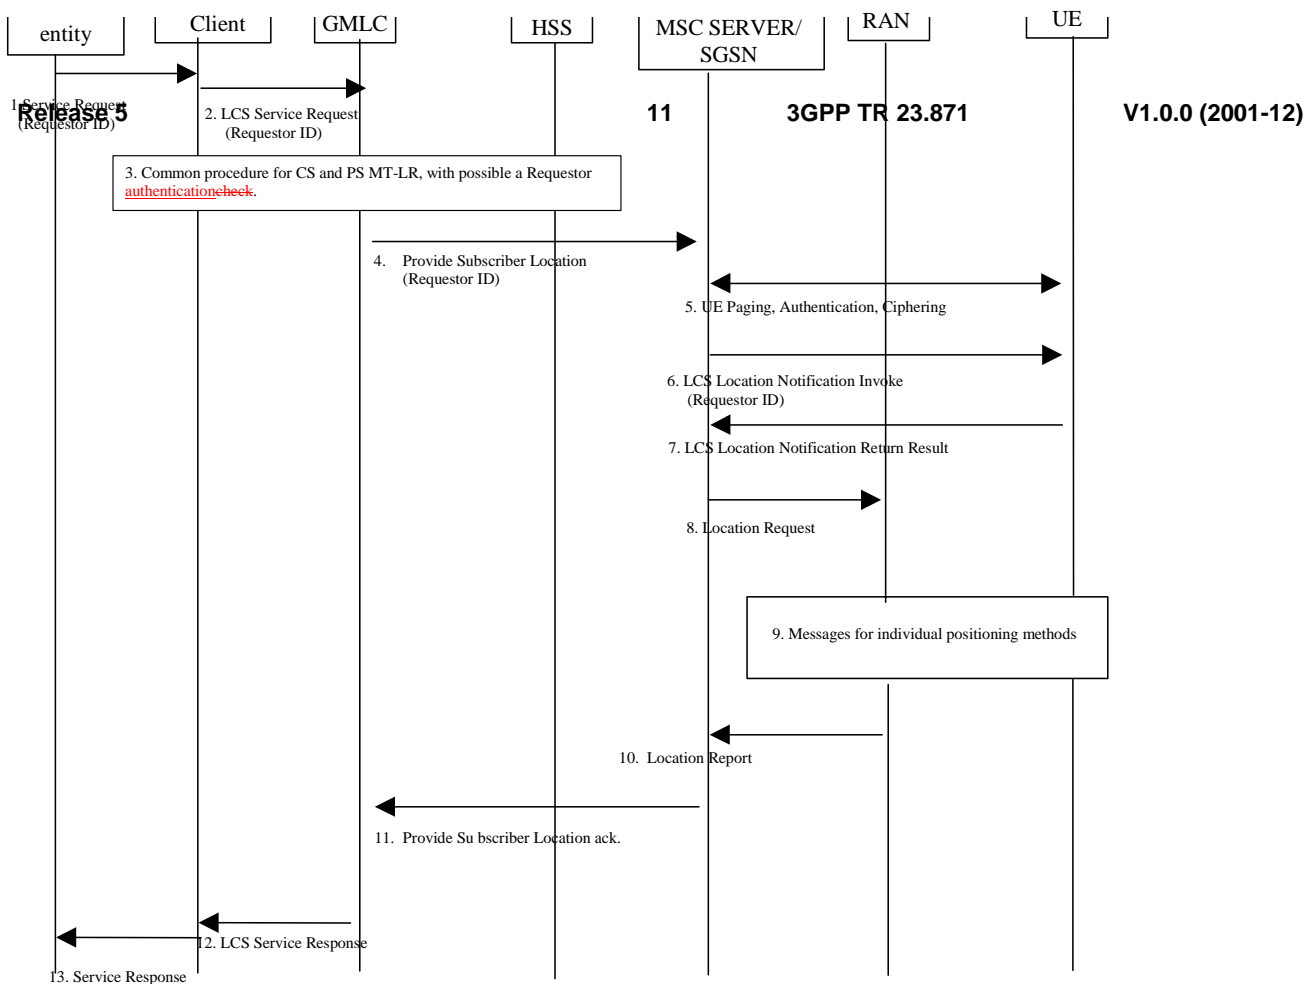 entity
Client
GMLC
HSS
MSC SERVER/
SGSN
RAN
UE
1.Service Request
(Requestor ID)
Release 5 11 3GPP TR 23.871 V1.0.0 (2001-12)
2. LCS Service Request
(Requestor ID)
3. Common procedure for CS and PS MT-LR, with possible a Requestor
authenticationcheck.
4. Provide Subscriber Location
(Requestor ID)
5. UE Paging, Authentication, Ciphering
6. LCS Location Notification Invoke
(Requestor ID)
7. LCS Location Notification Return Result
8. Location Request
9. Messages for individual positioning methods
10. Location Report
11. Provide Su bscriber Location ack.
12. LCS Service Response
13. Service Response